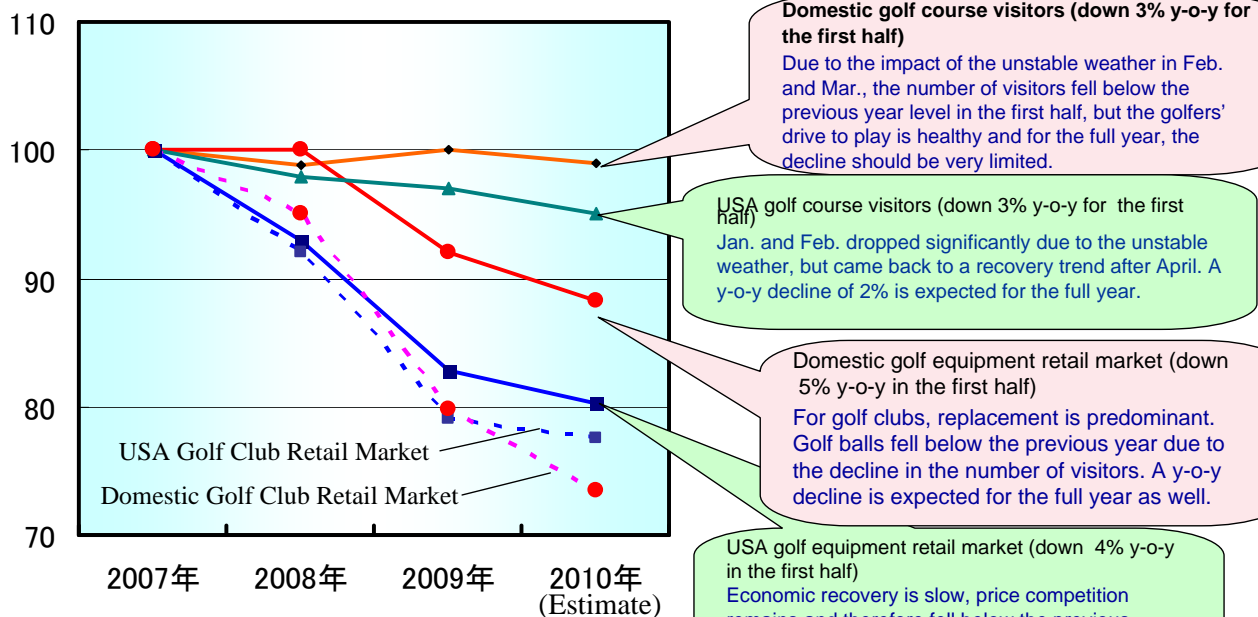 110
100
90
80
70
2007年
2008年
2009年
2010年
(Estimate)
USA Golf Club Retail Market
Domestic Golf Club Retail Market
Domestic golf course visitors (down 3% y-o-y for
the first half)
Due to the impact of the unstable weather in Feb.
and Mar., the number of visitors fell below the
previous year level in the first half, but the golfers’
drive to play is healthy and for the full year, the
decline should be very limited.
USA golf course visitors (down 3% y-o-y for the first
half)
Jan. and Feb. dropped significantly due to the unstable
weather, but came back to a recovery trend after April. A
y-o-y decline of 2% is expected for the full year.
Domestic golf equipment retail market (down
5% y-o-y in the first half)
For golf clubs, replacement is predominant.
Golf balls fell below the previous year due to
the decline in the number of visitors. A y-o-y
decline is expected for the full year as well.
USA golf equipment retail market (down 4% y-o-y
in the first half)
Economic recovery is slow, price competition
remains and therefore fell below the previous